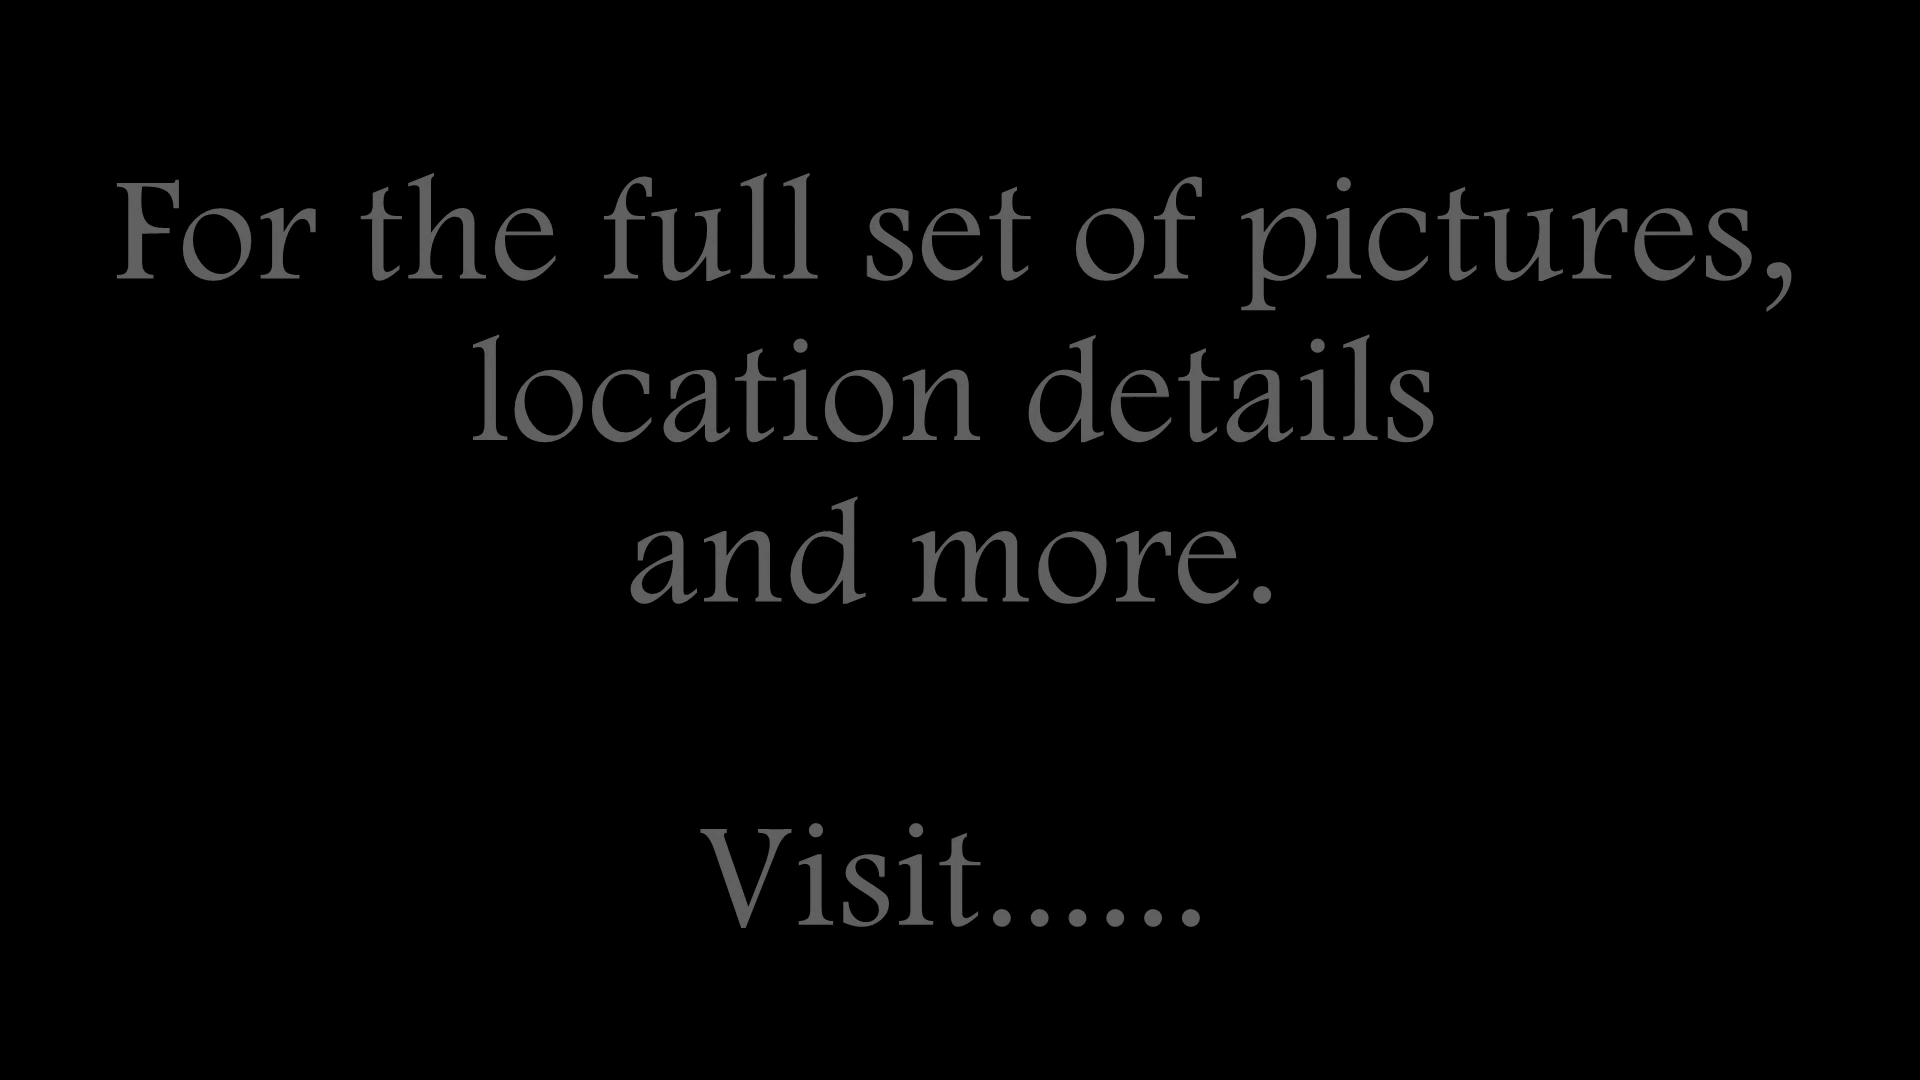 For the full set of pictures,
location details
and more.
Visit......